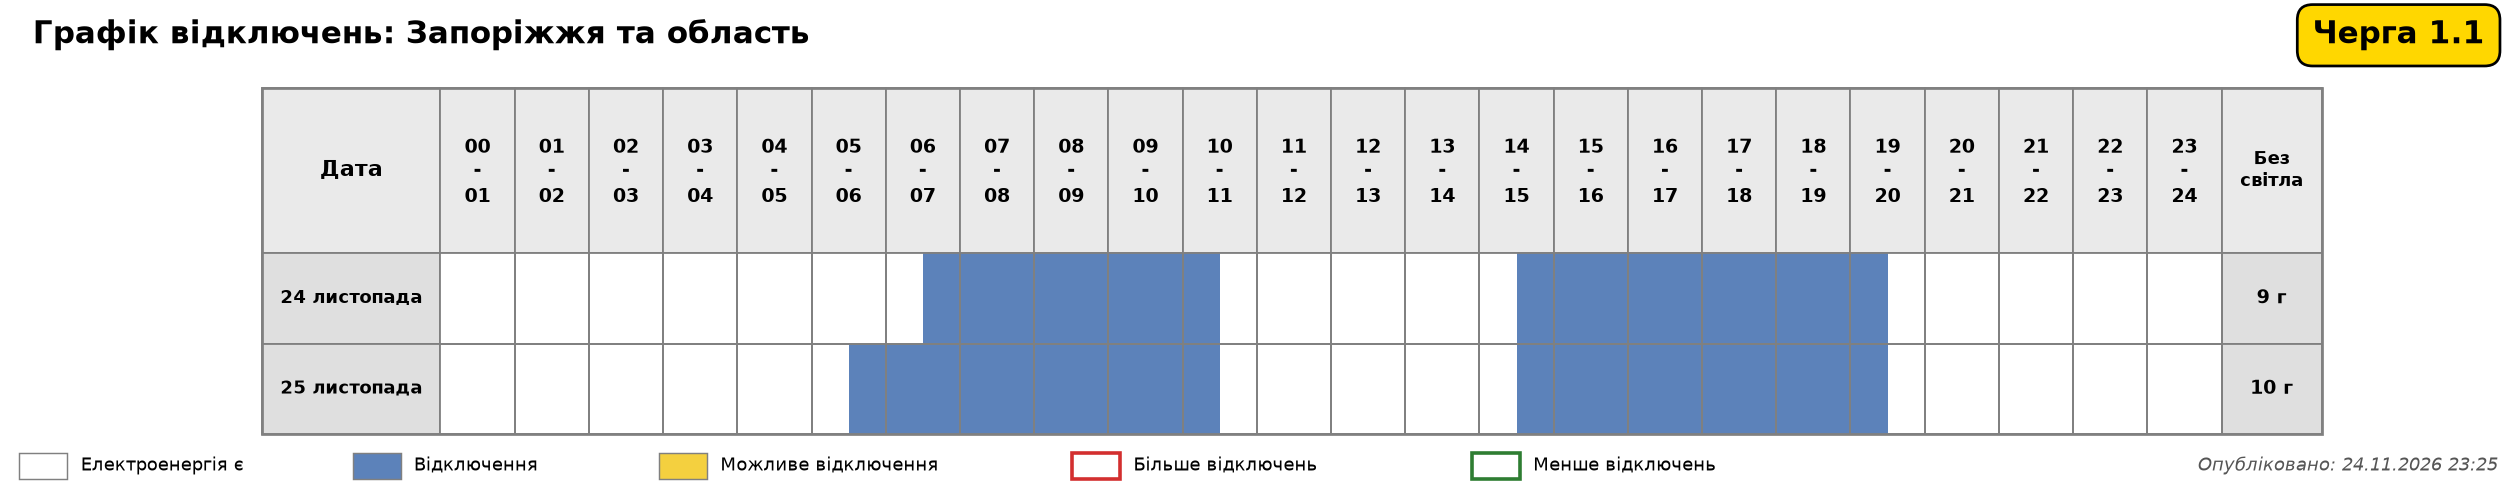 Графік відключень: Запоріжжя та область
Черга 1.1
Дата
00 - 01
01 - 02
02 - 03
03 - 04
04 - 05
05 - 06
06 - 07
07 - 08
08 - 09
09 - 10
10 - 11
11 - 12
12 - 13
13 - 14
14 - 15
15 - 16
16 - 17
17 - 18
18 - 19
19 - 20
20 - 21
21 - 22
22 - 23
23 - 24
Без
світла
24 листопада
9 г
25 листопада
10 г
Електроенергія є
Відключення
Можливе відключення
Більше відключень
Менше відключень
Опубліковано: 24.11.2026 23:25